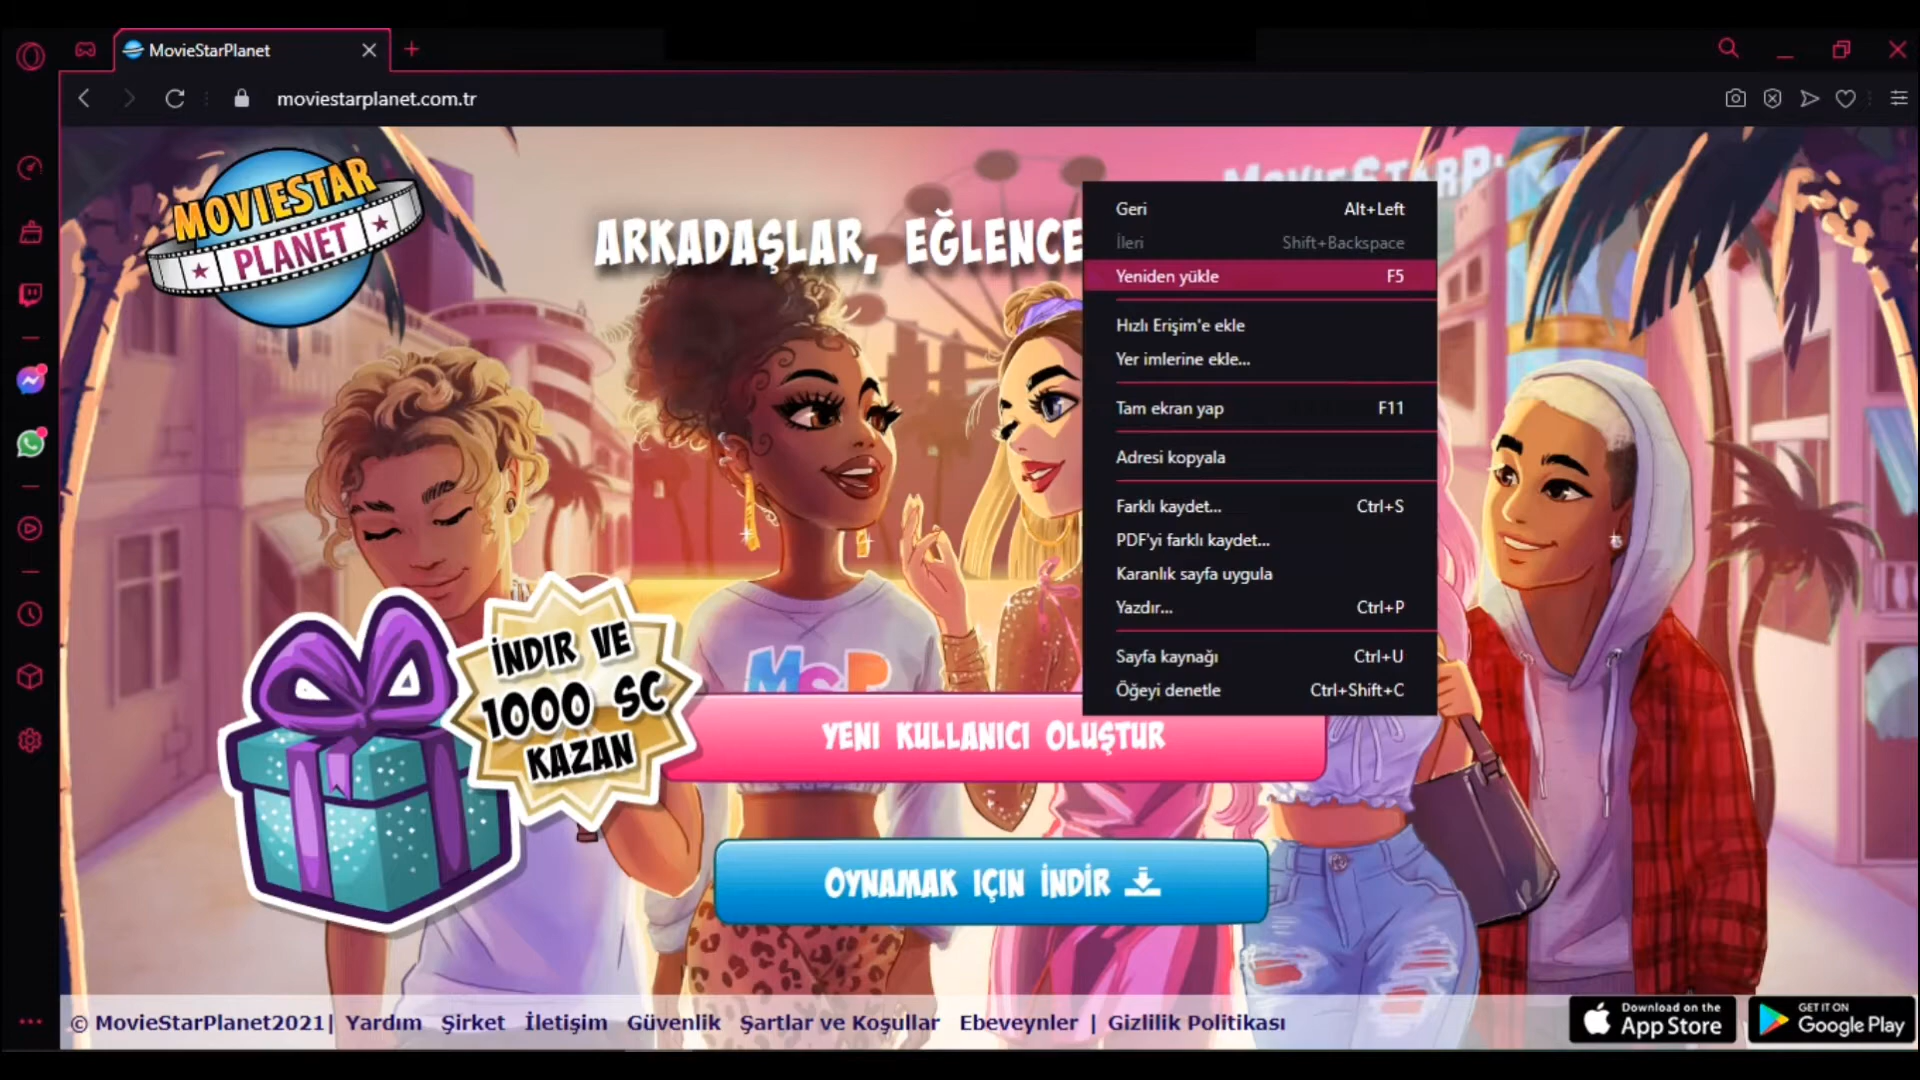 MovieStarPlanet
moviestarplanet.com.tr
MOVIESTAR
PLANET
MOVIESTARP
ARKADAŞLAR, EĞLENCE
Geri Alt+Left
İleri Shift+Backspace
Yeniden yükle F5
Hızlı Erişim'e ekle
Yer imlerine ekle...
Tam ekran yap F11
Adresi kopyala
Farklı kaydet... Ctrl+S
PDF'yi farklı kaydet...
Karanlık sayfa uygula
Yazdır... Ctrl+P
Sayfa kaynağı Ctrl+U
Öğeyi denetle Ctrl+Shift+C
MSP
İNDIR VE
1000 SC
KAZAN
YENI KULLANICI OLUŞTUR
OYNAMAK IÇIN İNDİR
© MovieStarPlanet2021| Yardım Şirket İletişim Güvenlik Şartlar ve Koşullar Ebeveynler | Gizlilik Politikası
Download on the
App Store
GET IT ON
Google Play